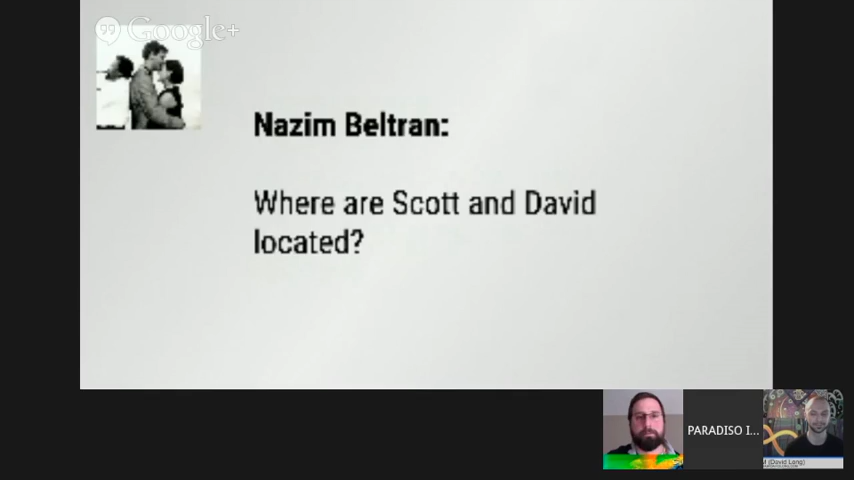 Google+
Nazim Beltran:
Where are Scott and David
located?
PARADISO I...
(David Long)